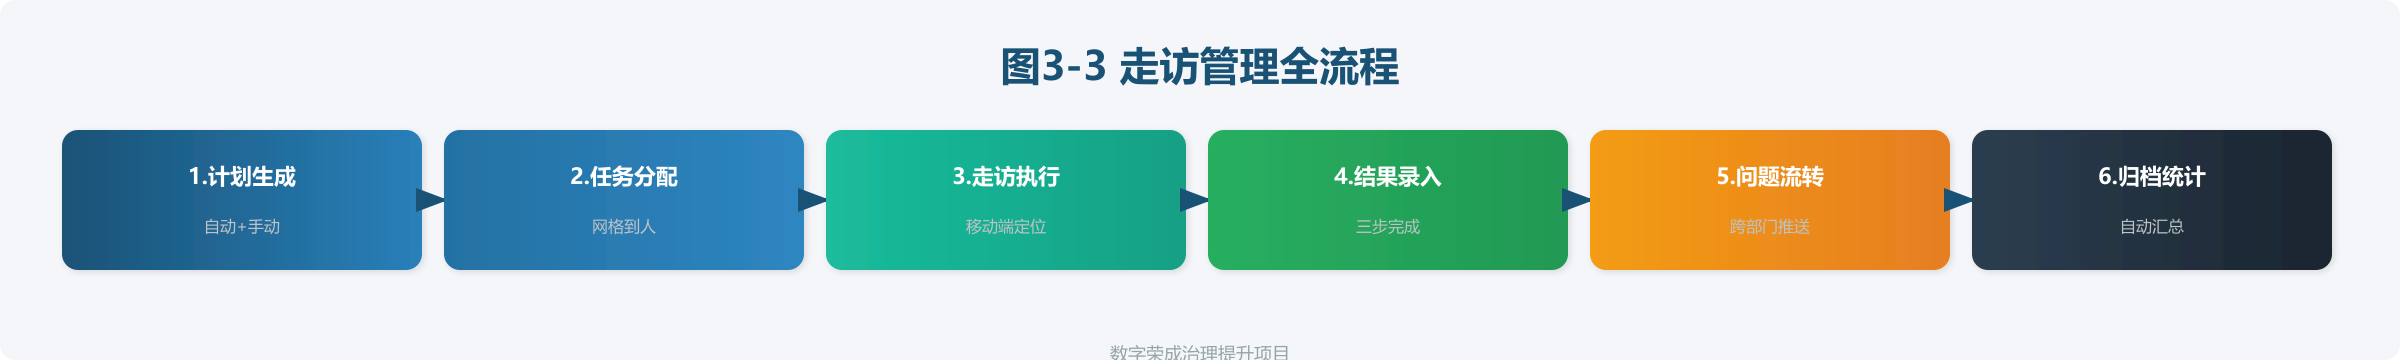 图3-3 走访管理全流程
1.计划生成
自动+手动
2.任务分配
网格到人
3.走访执行
移动端定位
4.结果录入
三步完成
5.问题流转
跨部门推送
6.归档统计
自动汇总
数字荣成治理提升项目